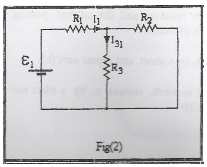 R₁ I₁ R₂
I₃₁
ε₁ R₃
Fig(2)